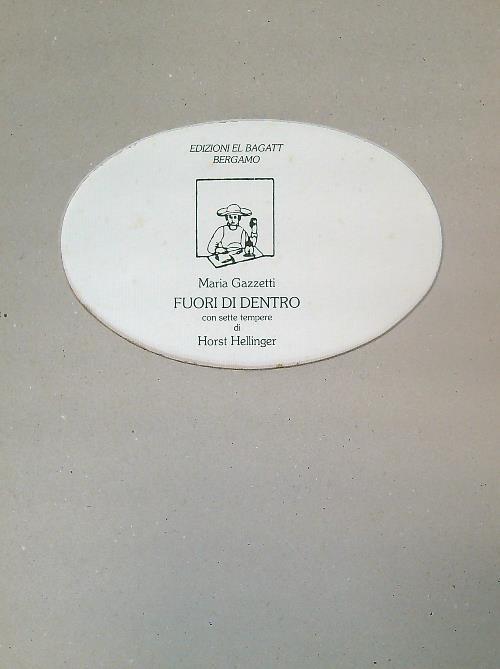 EDIZIONI EL BAGATT
BERGAMO
Maria Gazzetti
FUORI DI DENTRO
con sette tempere
di
Horst Hellinger